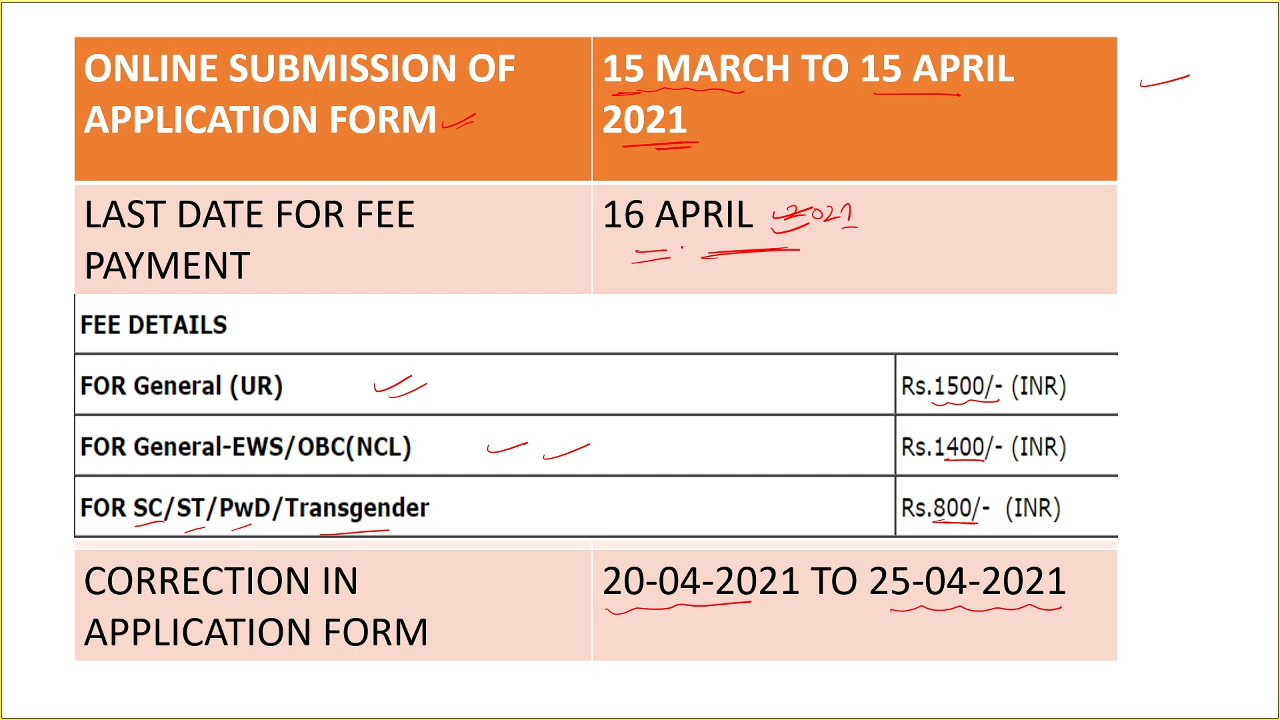 ONLINE SUBMISSION OF
APPLICATION FORM
15 MARCH TO 15 APRIL
2021
LAST DATE FOR FEE
PAYMENT
16 APRIL 2021
FEE DETAILS
FOR General (UR) Rs.1500/- (INR)
FOR General-EWS/OBC(NCL) Rs.1400/- (INR)
FOR SC/ST/PwD/Transgender Rs.800/- (INR)
CORRECTION IN
APPLICATION FORM
20-04-2021 TO 25-04-2021